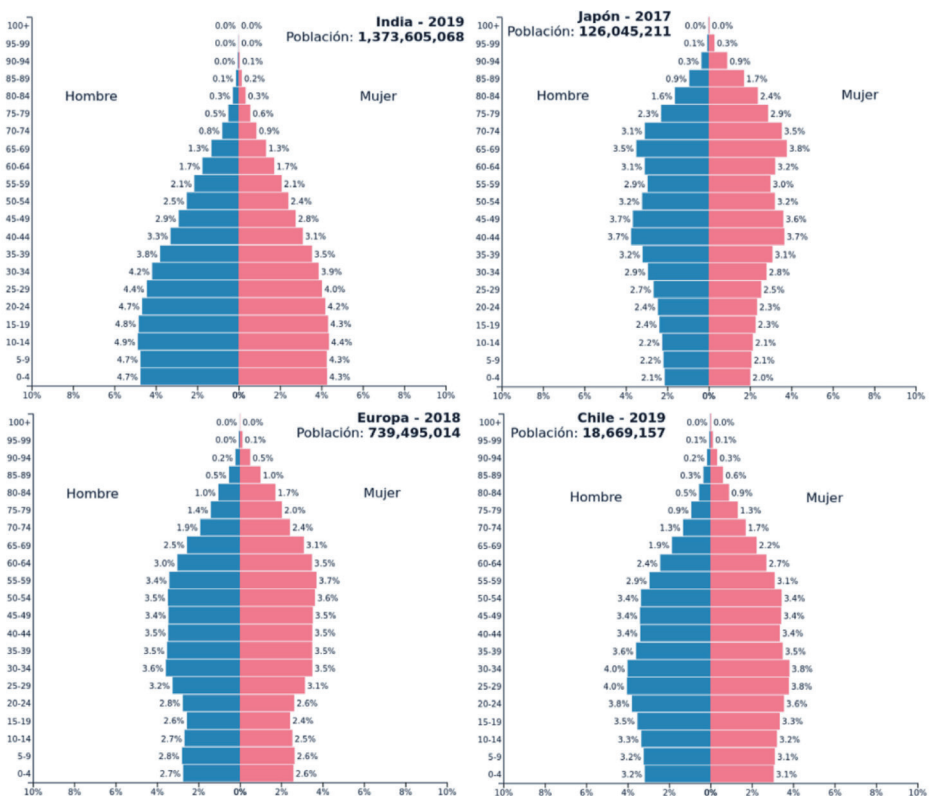 India - 2019
Población: 1,373,605,068
Hombre
Mujer
100+ 0.0% 0.0%
95-99 0.0% 0.0%
90-94 0.0% 0.1%
85-89 0.1% 0.2%
80-84 0.3% 0.3%
75-79 0.5% 0.6%
70-74 0.8% 0.9%
65-69 1.3% 1.3%
60-64 1.7% 1.7%
55-59 2.1% 2.1%
50-54 2.5% 2.4%
45-49 2.9% 2.8%
40-44 3.3% 3.1%
35-39 3.8% 3.5%
30-34 4.2% 3.9%
25-29 4.4% 4.0%
20-24 4.7% 4.2%
15-19 4.8% 4.3%
10-14 4.9% 4.4%
5-9 4.7% 4.3%
0-4 4.7% 4.3%
10% 8% 6% 4% 2% 0% 2% 4% 6% 8% 10%
Japón - 2017
Población: 126,045,211
Hombre
Mujer
100+ 0.0% 0.0%
95-99 0.1% 0.3%
90-94 0.3% 0.9%
85-89 0.9% 1.7%
80-84 1.6% 2.4%
75-79 2.3% 2.9%
70-74 3.1% 3.5%
65-69 3.5% 3.8%
60-64 3.1% 3.2%
55-59 2.9% 3.0%
50-54 3.2% 3.2%
45-49 3.7% 3.6%
40-44 3.7% 3.7%
35-39 3.2% 3.1%
30-34 2.9% 2.8%
25-29 2.7% 2.5%
20-24 2.4% 2.3%
15-19 2.4% 2.3%
10-14 2.2% 2.1%
5-9 2.2% 2.1%
0-4 2.1% 2.0%
10% 8% 6% 4% 2% 0% 2% 4% 6% 8% 10%
Europa - 2018
Población: 739,495,014
Hombre
Mujer
100+ 0.0% 0.0%
95-99 0.0% 0.1%
90-94 0.2% 0.5%
85-89 0.5% 1.0%
80-84 1.0% 1.7%
75-79 1.4% 2.0%
70-74 1.9% 2.4%
65-69 2.5% 3.1%
60-64 3.0% 3.5%
55-59 3.4% 3.7%
50-54 3.5% 3.6%
45-49 3.4% 3.5%
40-44 3.5% 3.5%
35-39 3.5% 3.5%
30-34 3.6% 3.5%
25-29 3.2% 3.1%
20-24 2.8% 2.6%
15-19 2.6% 2.4%
10-14 2.7% 2.5%
5-9 2.8% 2.6%
0-4 2.7% 2.6%
10% 8% 6% 4% 2% 0% 2% 4% 6% 8% 10%
Chile - 2019
Población: 18,669,157
Hombre
Mujer
100+ 0.0% 0.0%
95-99 0.1% 0.1%
90-94 0.2% 0.3%
85-89 0.3% 0.6%
80-84 0.5% 0.9%
75-79 0.9% 1.3%
70-74 1.3% 1.7%
65-69 1.9% 2.2%
60-64 2.4% 2.7%
55-59 2.9% 3.1%
50-54 3.4% 3.4%
45-49 3.4% 3.4%
40-44 3.4% 3.4%
35-39 3.6% 3.5%
30-34 4.0% 3.8%
25-29 4.0% 3.8%
20-24 3.8% 3.6%
15-19 3.5% 3.3%
10-14 3.3% 3.2%
5-9 3.2% 3.1%
0-4 3.2% 3.1%
10% 8% 6% 4% 2% 0% 2% 4% 6% 8% 10%